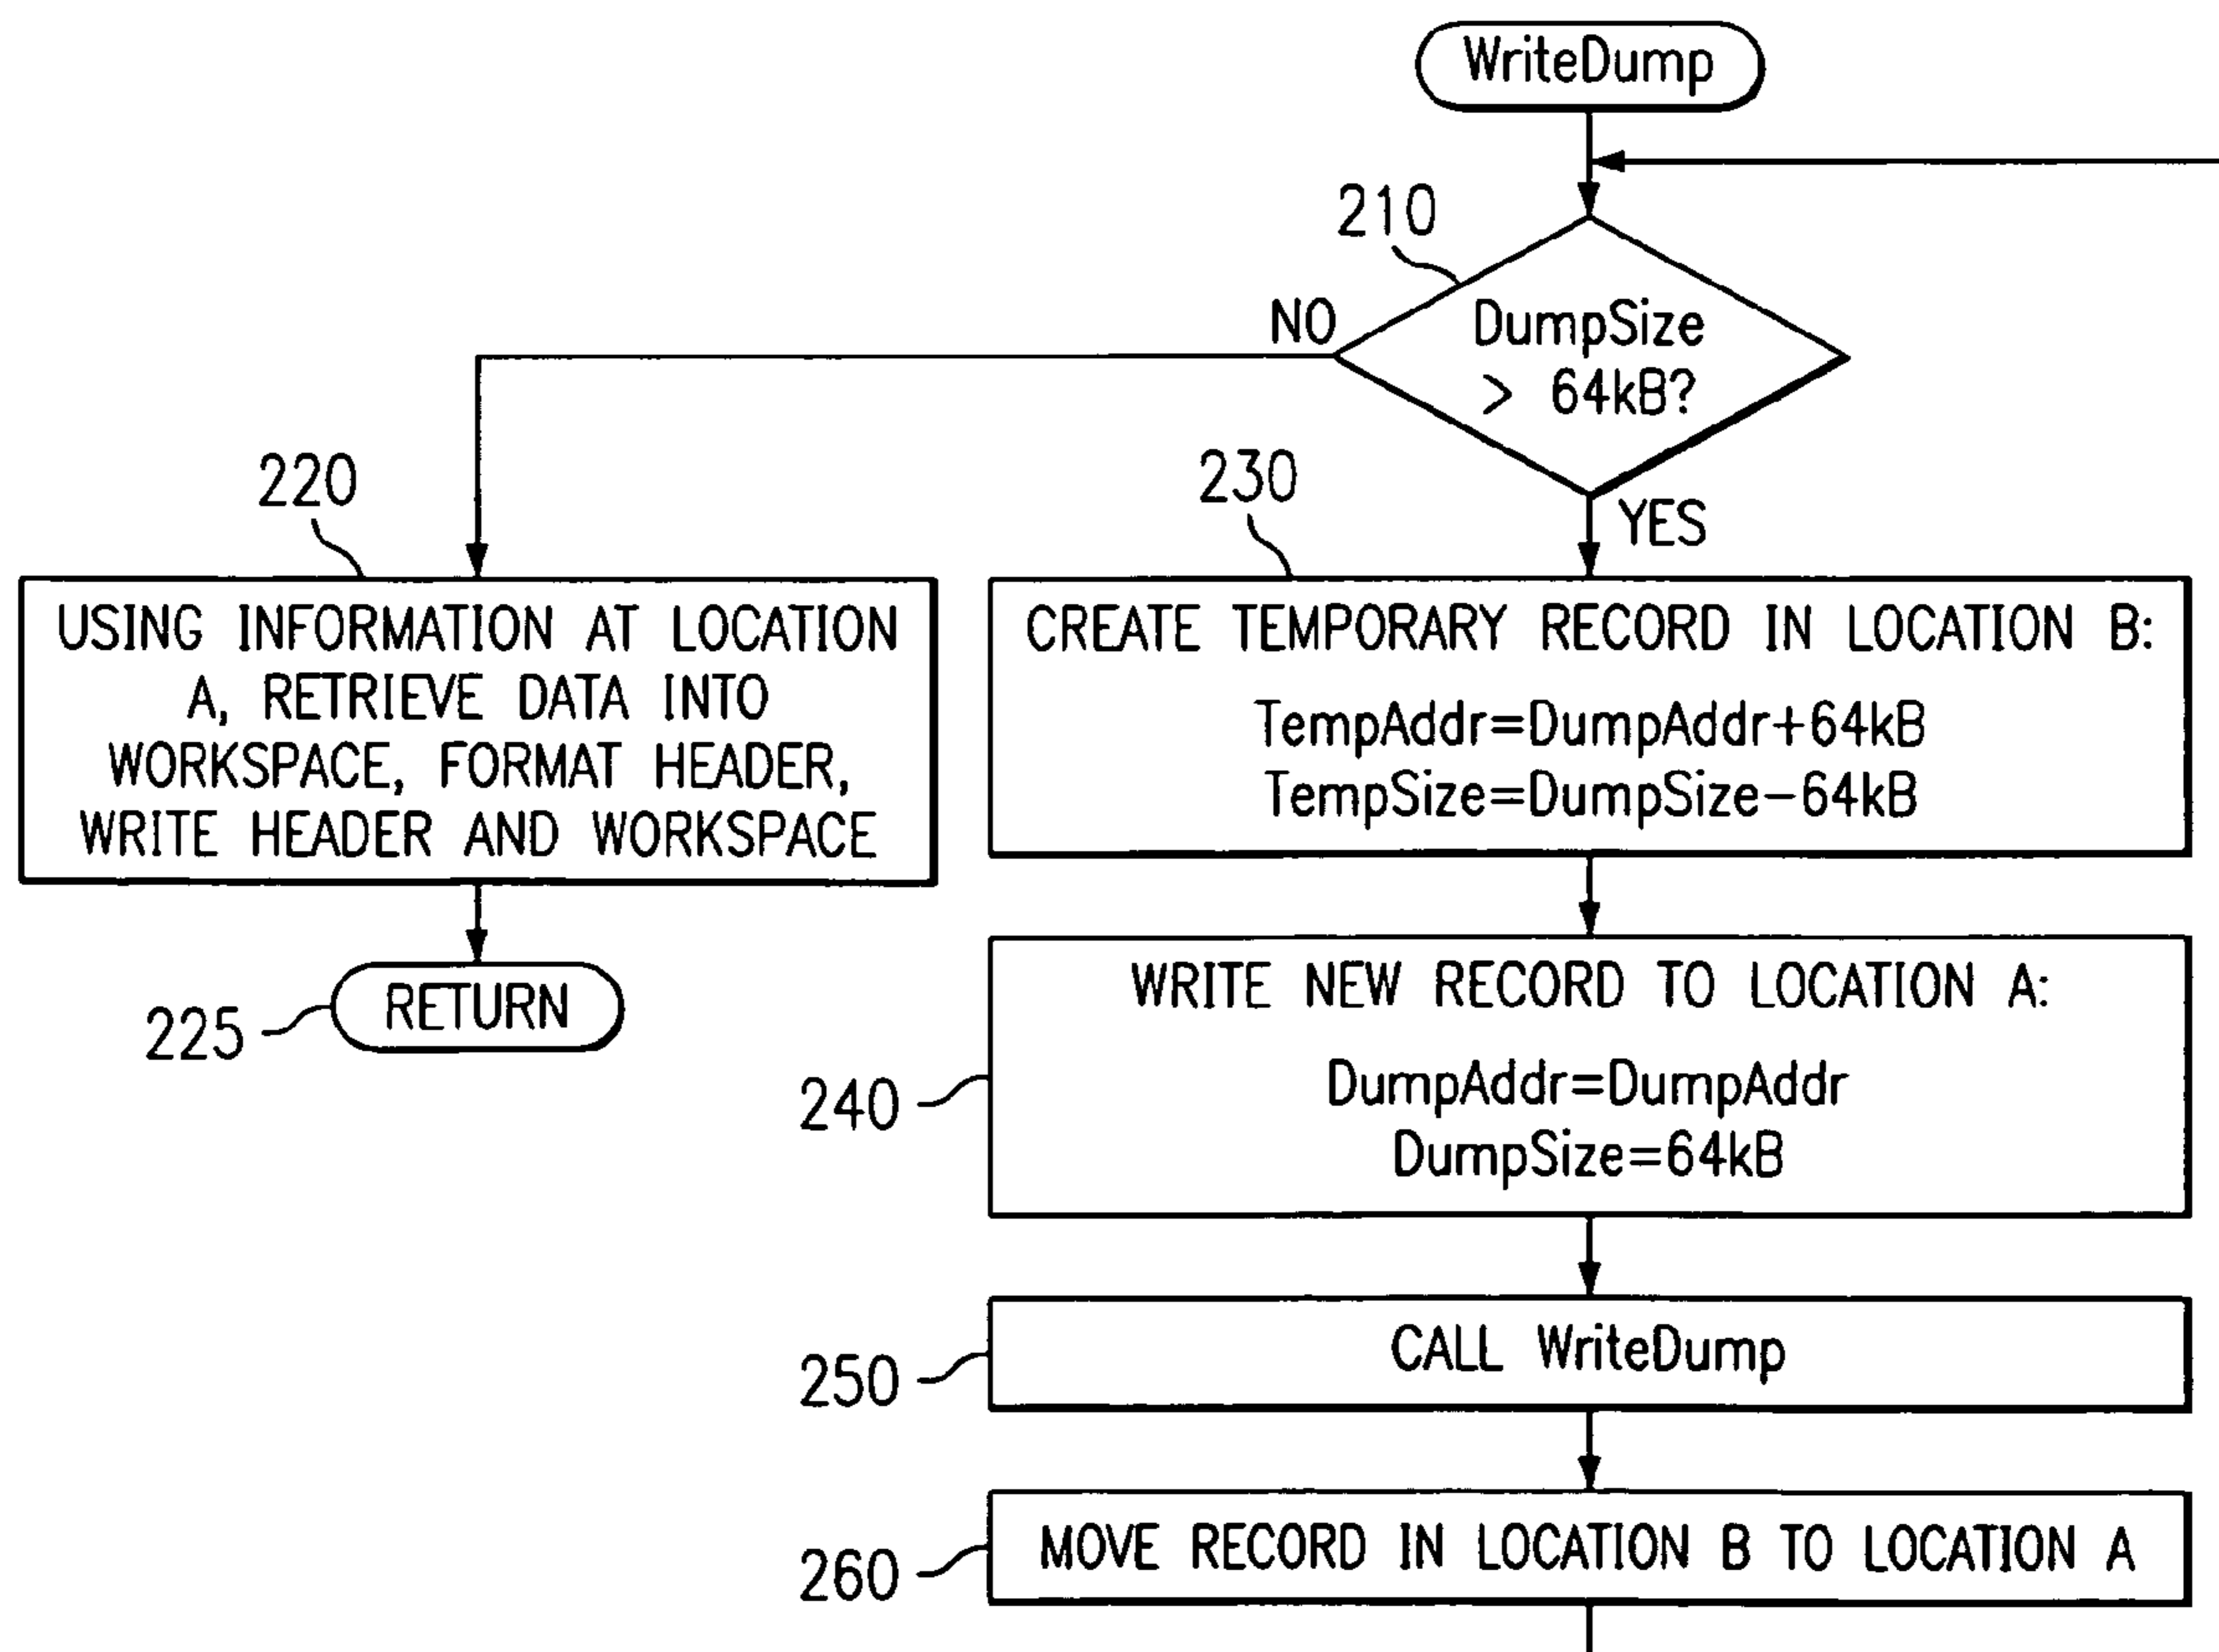 WriteDump
210
DumpSize
> 64kB?
NO
YES
220
USING INFORMATION AT LOCATION
A, RETRIEVE DATA INTO
WORKSPACE, FORMAT HEADER,
WRITE HEADER AND WORKSPACE
225
RETURN
230
CREATE TEMPORARY RECORD IN LOCATION B:
TempAddr=DumpAddr+64kB
TempSize=DumpSize-64kB
240
WRITE NEW RECORD TO LOCATION A:
DumpAddr=DumpAddr
DumpSize=64kB
250
CALL WriteDump
260
MOVE RECORD IN LOCATION B TO LOCATION A